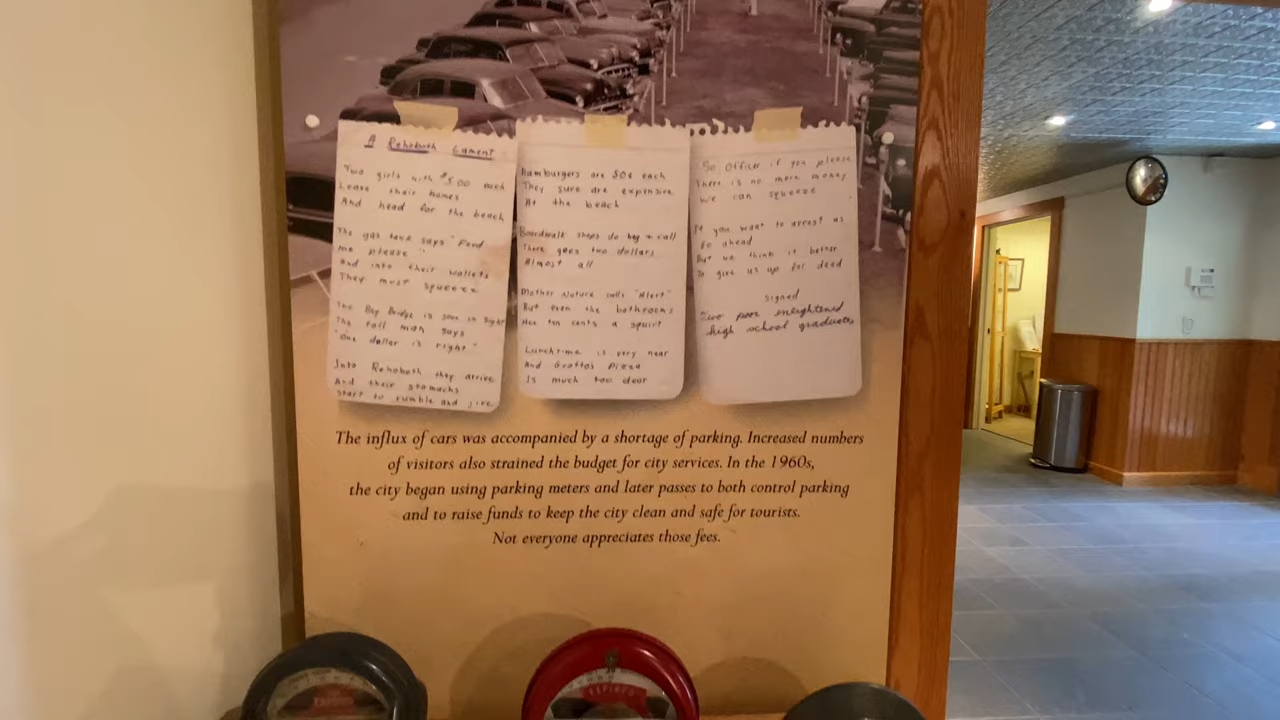 A Rehoboth Lament
Two girls with $5.00 each
Leave their homes
And head for the beach
The gas tank says "Feed
me please"
And into their wallets
They must squeeze
The Bay Bridge is soon in sight
The toll man says
"One dollar is right"
Into Rehoboth they arrive
And their stomachs
start to rumble and jive
Hamburgers are 50¢ each
They sure are expensive
At the beach
Boardwalk shops do beg + call
There goes two dollars
Almost all
Mother Nature calls "Alert"
But even the bathrooms
Are ten cents a squirt
Lunchtime is very near
And Grottos Pizza
Is much too dear
So Officer if you please
There is no more money
We can squeeze
If you want to arrest us
Go ahead
But we think it better
To give us up for dead
signed
Two poor enlightened
high school graduates
The influx of cars was accompanied by a shortage of parking. Increased numbers
of visitors also strained the budget for city services. In the 1960s,
the city began using parking meters and later passes to both control parking
and to raise funds to keep the city clean and safe for tourists.
Not everyone appreciates those fees.
EXPIRED
EXPIRED